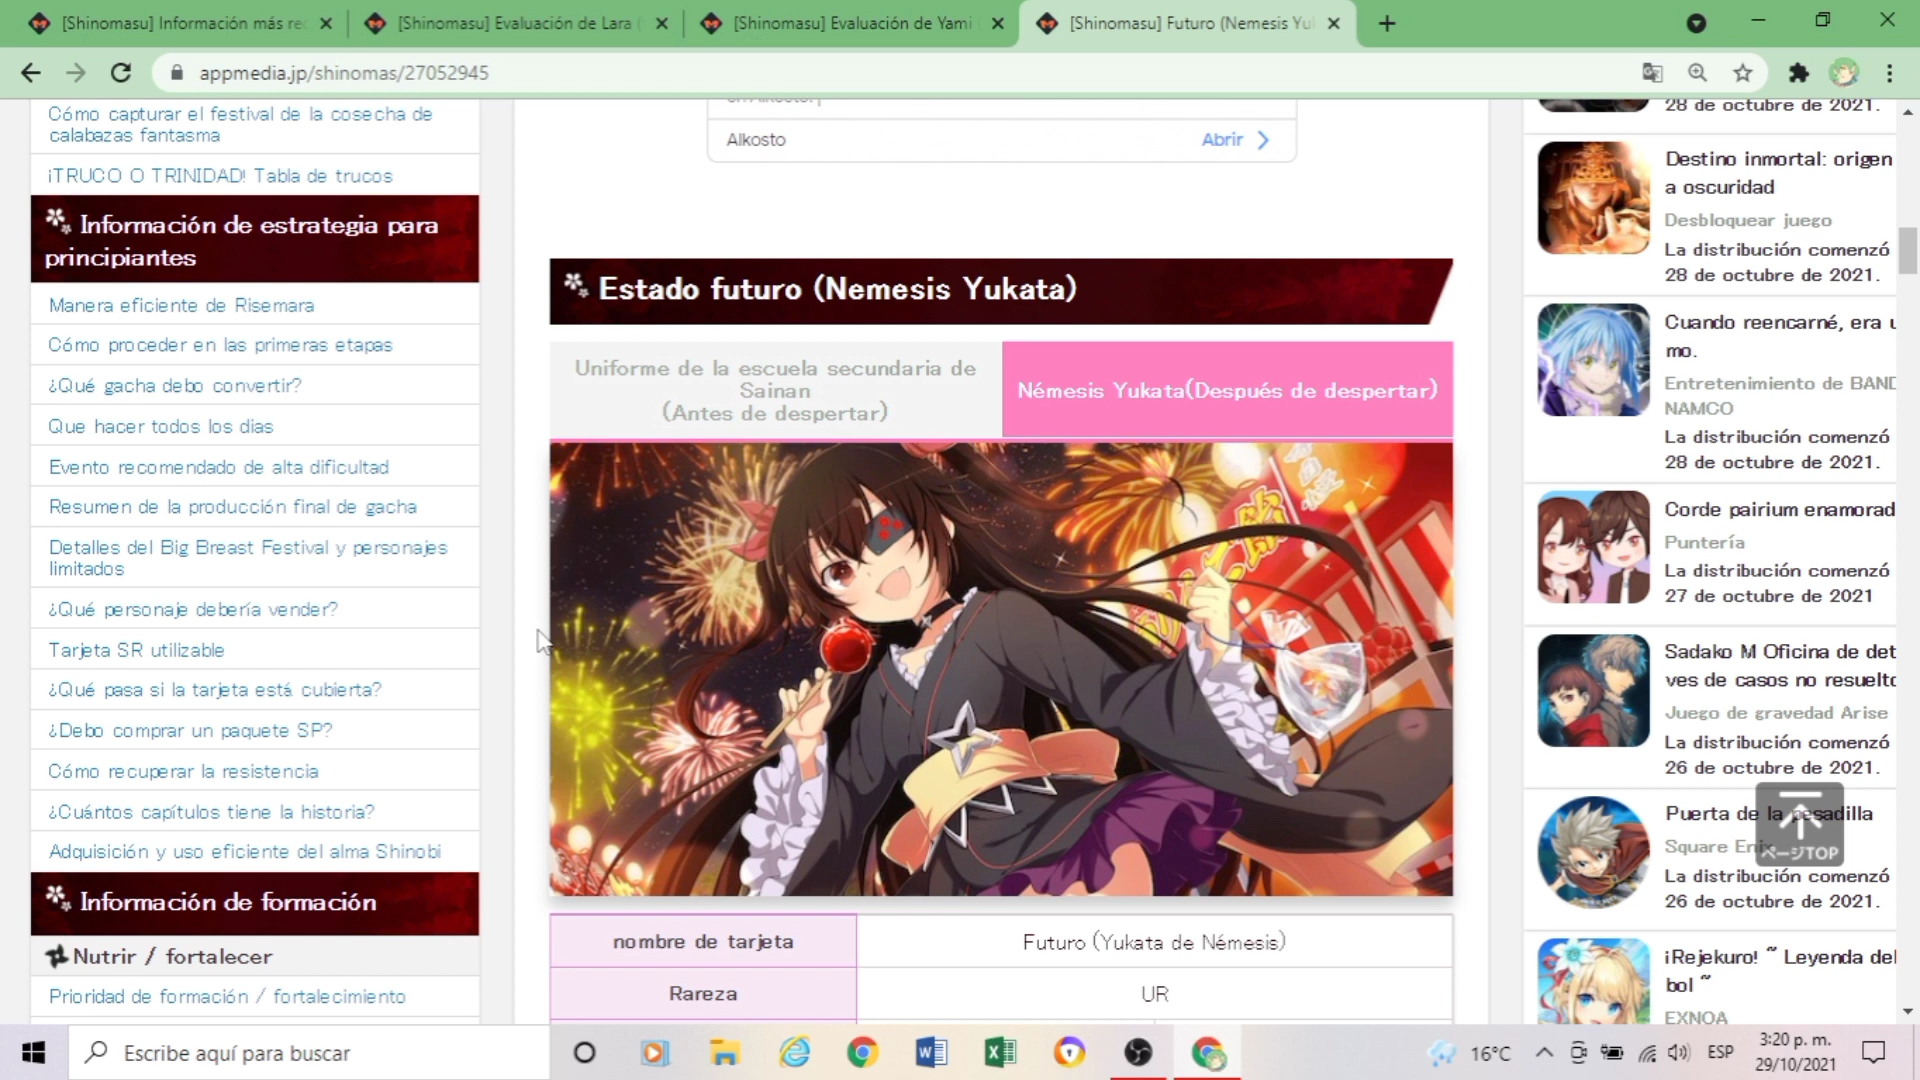 [Shinomasu] Información más rec
[Shinomasu] Evaluación de Lara (
[Shinomasu] Evaluación de Yami
[Shinomasu] Futuro (Nemesis Yu
appmedia.jp/shinomas/27052945
Cómo capturar el festival de la cosecha de
calabazas fantasma
¡TRUCO O TRINIDAD! Tabla de trucos
Información de estrategia para
principiantes
Manera eficiente de Risemara
Cómo proceder en las primeras etapas
¿Qué gacha debo convertir?
Que hacer todos los dias
Evento recomendado de alta dificultad
Resumen de la producción final de gacha
Detalles del Big Breast Festival y personajes
limitados
¿Qué personaje debería vender?
Tarjeta SR utilizable
¿Qué pasa si la tarjeta está cubierta?
¿Debo comprar un paquete SP?
Cómo recuperar la resistencia
¿Cuántos capítulos tiene la historia?
Adquisición y uso eficiente del alma Shinobi
Información de formación
Nutrir / fortalecer
Prioridad de formación / fortalecimiento
Alkosto
Abrir
Estado futuro (Nemesis Yukata)
Uniforme de la escuela secundaria de
Sainan
(Antes de despertar)
Némesis Yukata(Después de despertar)
nombre de tarjeta
Futuro (Yukata de Némesis)
Rareza
UR
28 de octubre de 2021.
Destino inmortal: origen
a oscuridad
Desbloquear juego
La distribución comenzó
28 de octubre de 2021.
Cuando reencarné, era u
mo.
Entretenimiento de BAND
NAMCO
La distribución comenzó
28 de octubre de 2021.
Corde pairium enamorad
Puntería
La distribución comenzó
27 de octubre de 2021
Sadako M Oficina de det
ves de casos no resuelto
Juego de gravedad Arise
La distribución comenzó
26 de octubre de 2021.
Puerta de la pesadilla
Square Enix
ページTOP
La distribución comenzó
26 de octubre de 2021.
¡Rejekuro! ~ Leyenda del
bol ~
EXNOA
Escribe aquí para buscar
16°C
ESP
3:20 p. m.
29/10/2021